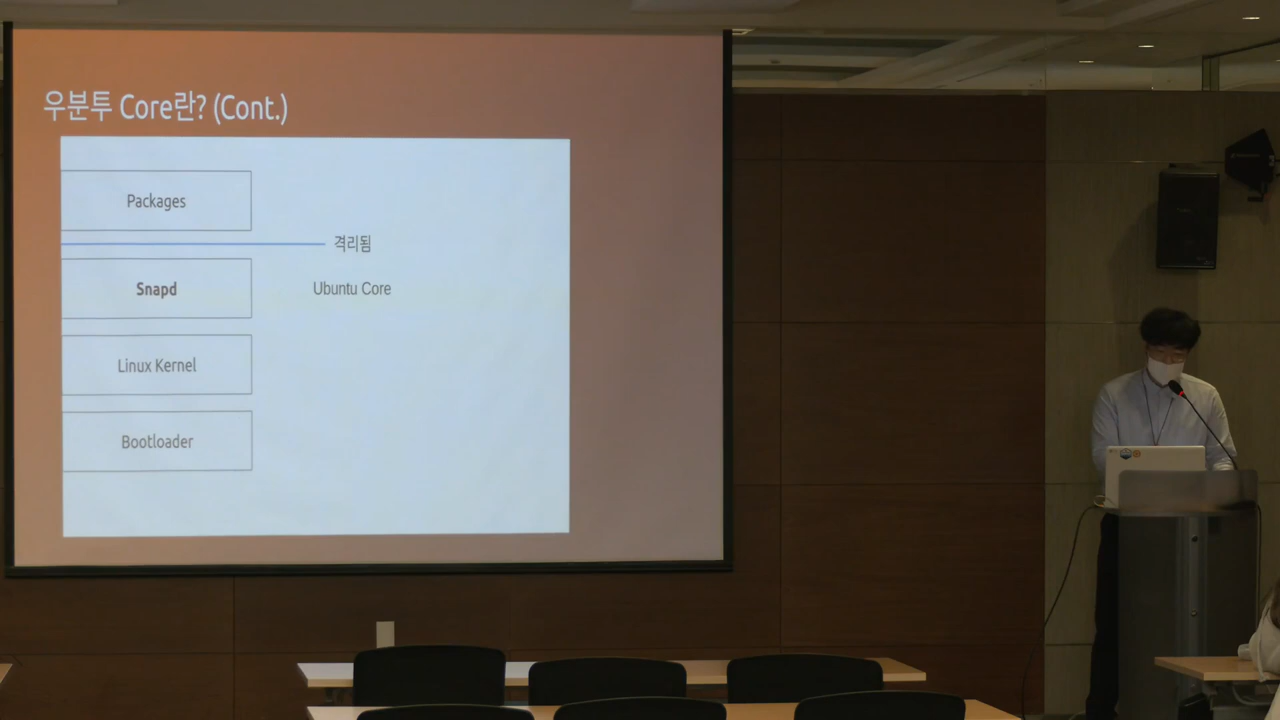 우분투 Core란? (Cont.)
Packages
격리됨
Snapd
Ubuntu Core
Linux Kernel
Bootloader